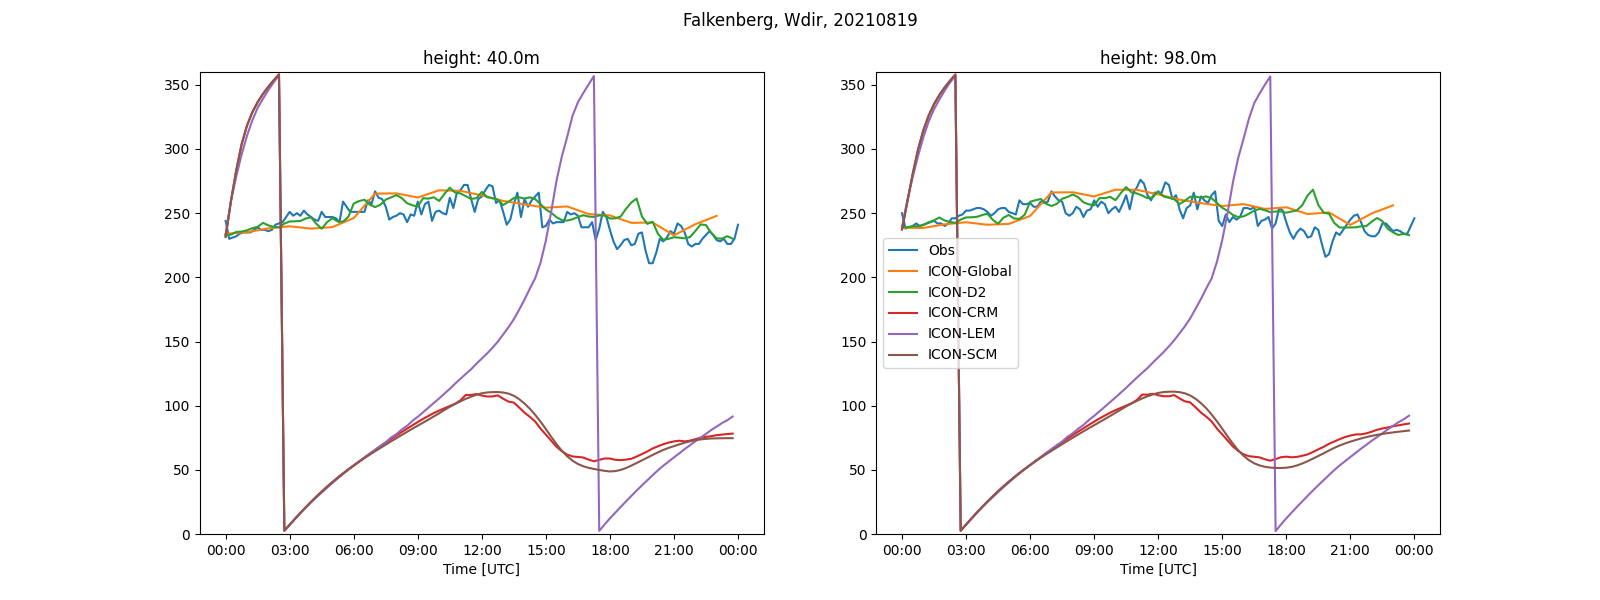 Falkenberg, Wdir, 20210819
height: 40.0m
350
300
250
200
150
100
50
0
00:00 03:00 06:00 09:00 12:00 15:00 18:00 21:00 00:00
Time [UTC]
height: 98.0m
350
300
250
200
150
100
50
0
Obs
ICON-Global
ICON-D2
ICON-CRM
ICON-LEM
ICON-SCM
00:00 03:00 06:00 09:00 12:00 15:00 18:00 21:00 00:00
Time [UTC]